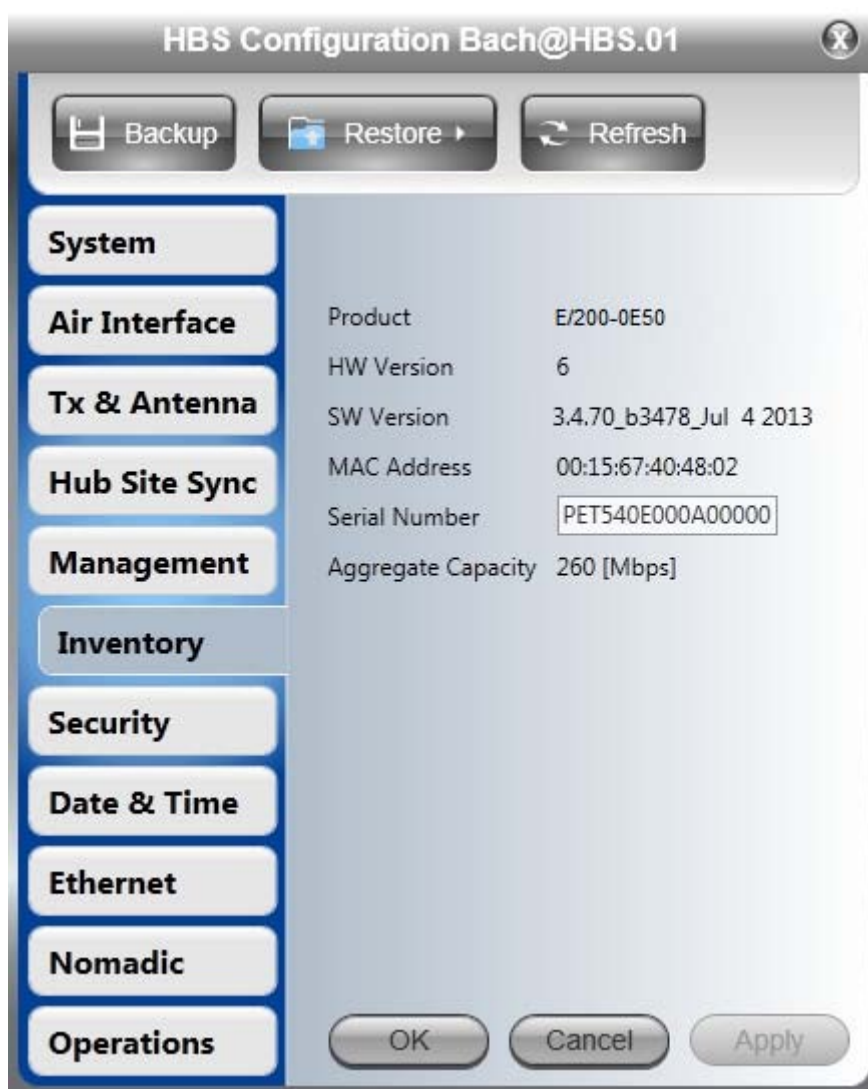 HBS Configuration Bach@HBS.01
X
Backup
Restore
Refresh
System
Air Interface
Tx & Antenna
Hub Site Sync
Management
Inventory
Security
Date & Time
Ethernet
Nomadic
Operations
Product E/200-0E50
HW Version 6
SW Version 3.4.70_b3478_Jul 4 2013
MAC Address 00:15:67:40:48:02
Serial Number PET540E000A00000
Aggregate Capacity 260 [Mbps]
OK
Cancel
Apply